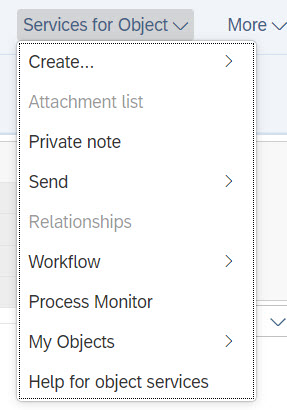 Services for Object
More
Create...
Attachment list
Private note
Send
Relationships
Workflow
Process Monitor
My Objects
Help for object services